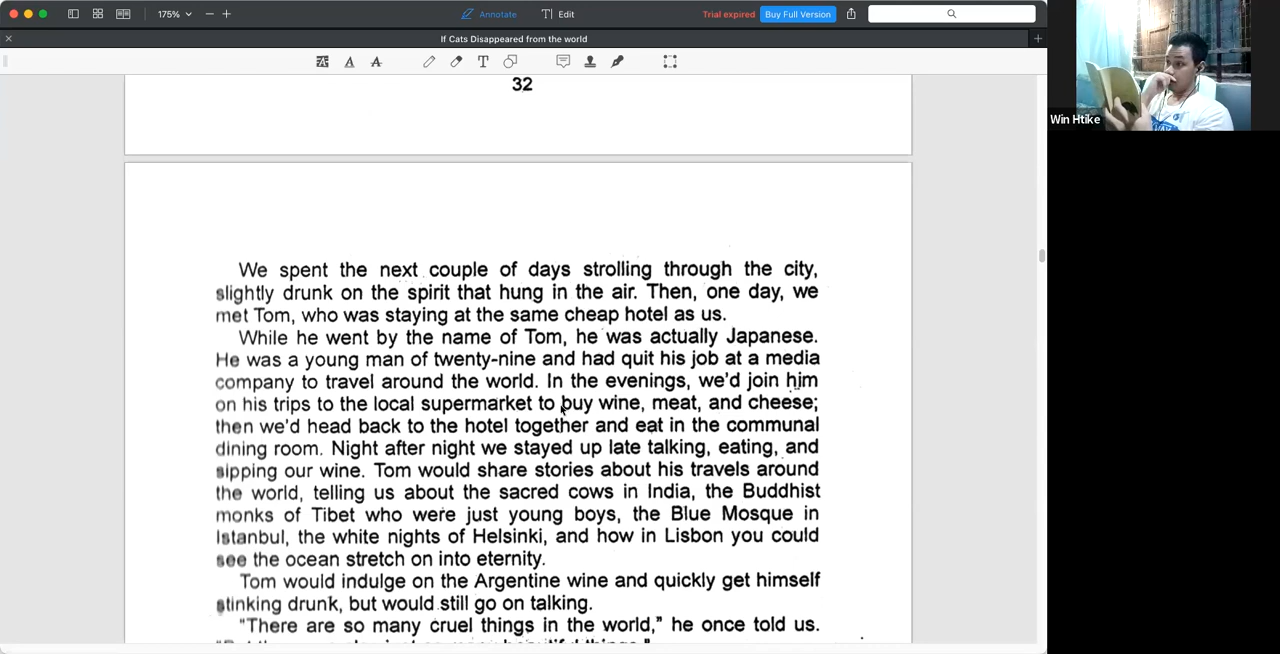 175%
Annotate
Edit
Trial expired
Buy Full Version
If Cats Disappeared from the world
32
We spent the next couple of days strolling through the city,
slightly drunk on the spirit that hung in the air. Then, one day, we
met Tom, who was staying at the same cheap hotel as us.
While he went by the name of Tom, he was actually Japanese.
He was a young man of twenty-nine and had quit his job at a media
company to travel around the world. In the evenings, we'd join him
on his trips to the local supermarket to buy wine, meat, and cheese;
then we'd head back to the hotel together and eat in the communal
dining room. Night after night we stayed up late talking, eating, and
sipping our wine. Tom would share stories about his travels around
the world, telling us about the sacred cows in India, the Buddhist
monks of Tibet who were just young boys, the Blue Mosque in
Istanbul, the white nights of Helsinki, and how in Lisbon you could
see the ocean stretch on into eternity.
Tom would indulge on the Argentine wine and quickly get himself
stinking drunk, but would still go on talking.
"There are so many cruel things in the world," he once told us.
Win Htike